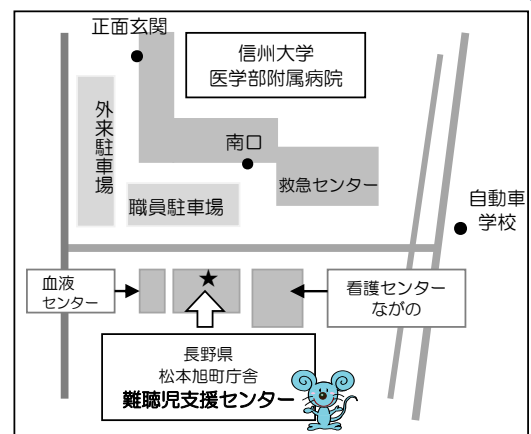 正面玄関
信州大学
医学部附属病院
外来駐車場
南口
救急センター
職員駐車場
自動車
学校
血液
センター
★
看護センター
ながの
長野県
松本旭町庁舎
難聴児支援センター